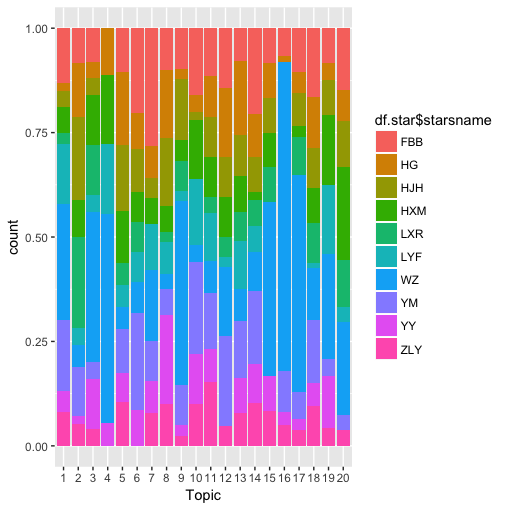 1.00
0.75
0.50
0.25
0.00
count
1 2 3 4 5 6 7 8 9 10 11 12 13 14 15 16 17 18 19 20
Topic
df.star$starsname
FBB
HG
HJH
HXM
LXR
LYF
WZ
YM
YY
ZLY